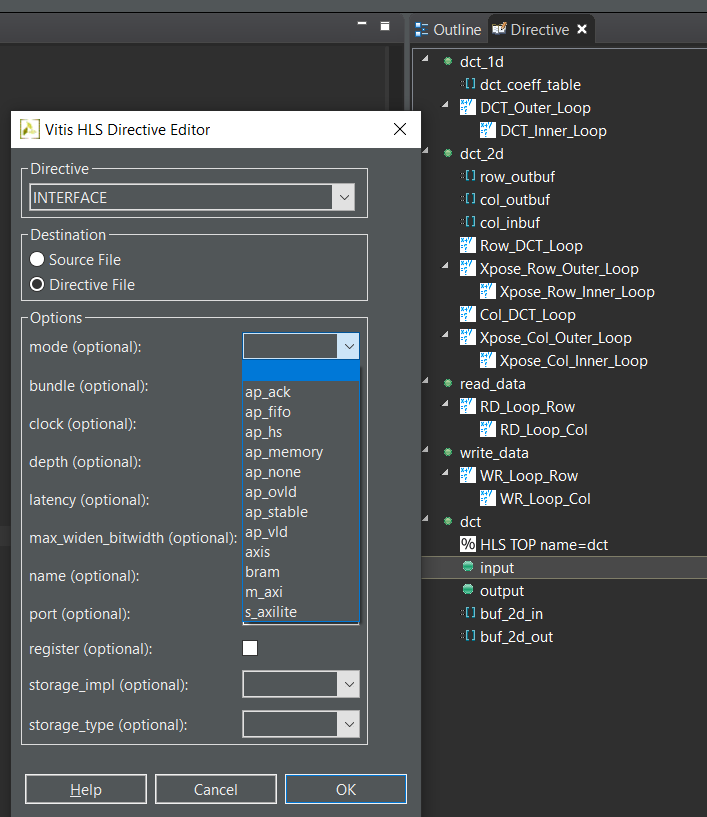 Outline
Directive
Vitis HLS Directive Editor
Directive
INTERFACE
Destination
Source File
Directive File
Options
mode (optional):
bundle (optional):
clock (optional):
depth (optional):
latency (optional):
max_widen_bitwidth (optional):
name (optional):
port (optional):
register (optional):
storage_impl (optional):
storage_type (optional):
ap_ack
ap_fifo
ap_hs
ap_memory
ap_none
ap_ovld
ap_stable
ap_vld
axis
bram
m_axi
s_axilite
Help
Cancel
OK
dct_1d
dct_coeff_table
DCT_Outer_Loop
DCT_Inner_Loop
dct_2d
row_outbuf
col_outbuf
col_inbuf
Row_DCT_Loop
Xpose_Row_Outer_Loop
Xpose_Row_Inner_Loop
Col_DCT_Loop
Xpose_Col_Outer_Loop
Xpose_Col_Inner_Loop
read_data
RD_Loop_Row
RD_Loop_Col
write_data
WR_Loop_Row
WR_Loop_Col
dct
% HLS TOP name=dct
input
output
buf_2d_in
buf_2d_out